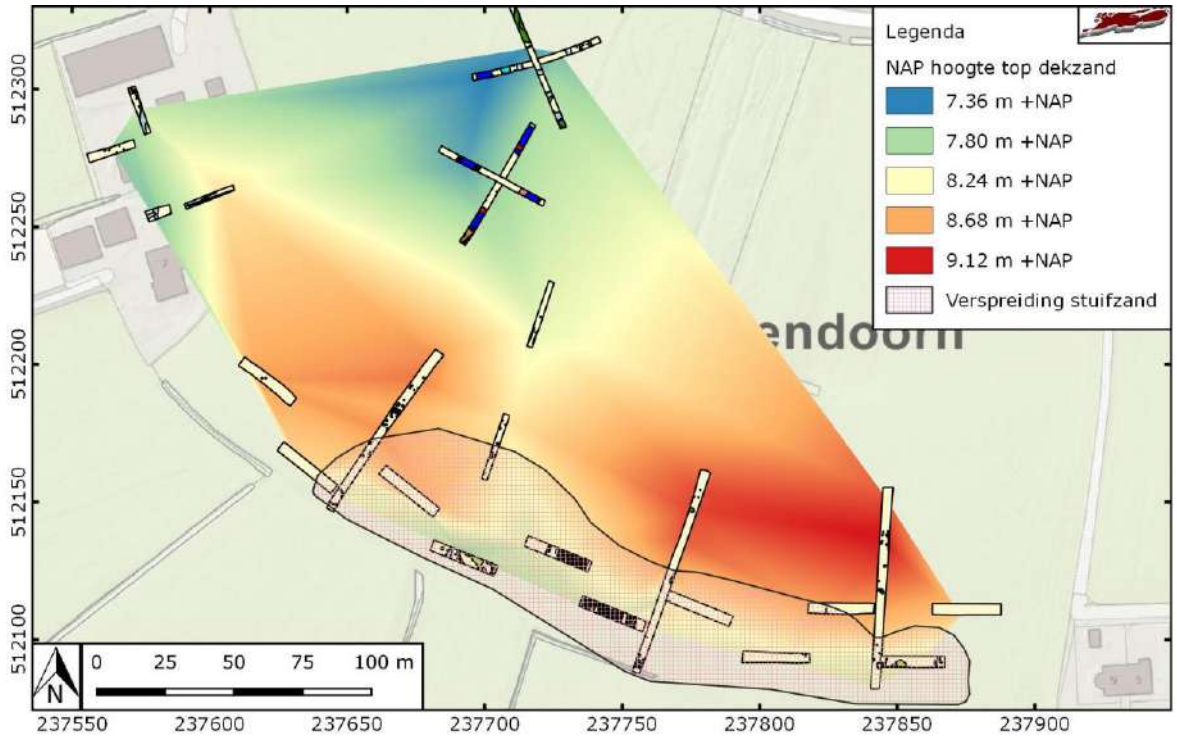 Legenda
NAP hoogte top dekzand
7.36 m +NAP
7.80 m +NAP
8.24 m +NAP
8.68 m +NAP
9.12 m +NAP
Verspreiding stuifzand
endoorn
512300
512250
512200
512150
512100
N
0 25 50 75 100 m
237550 237600 237650 237700 237750 237800 237850 237900